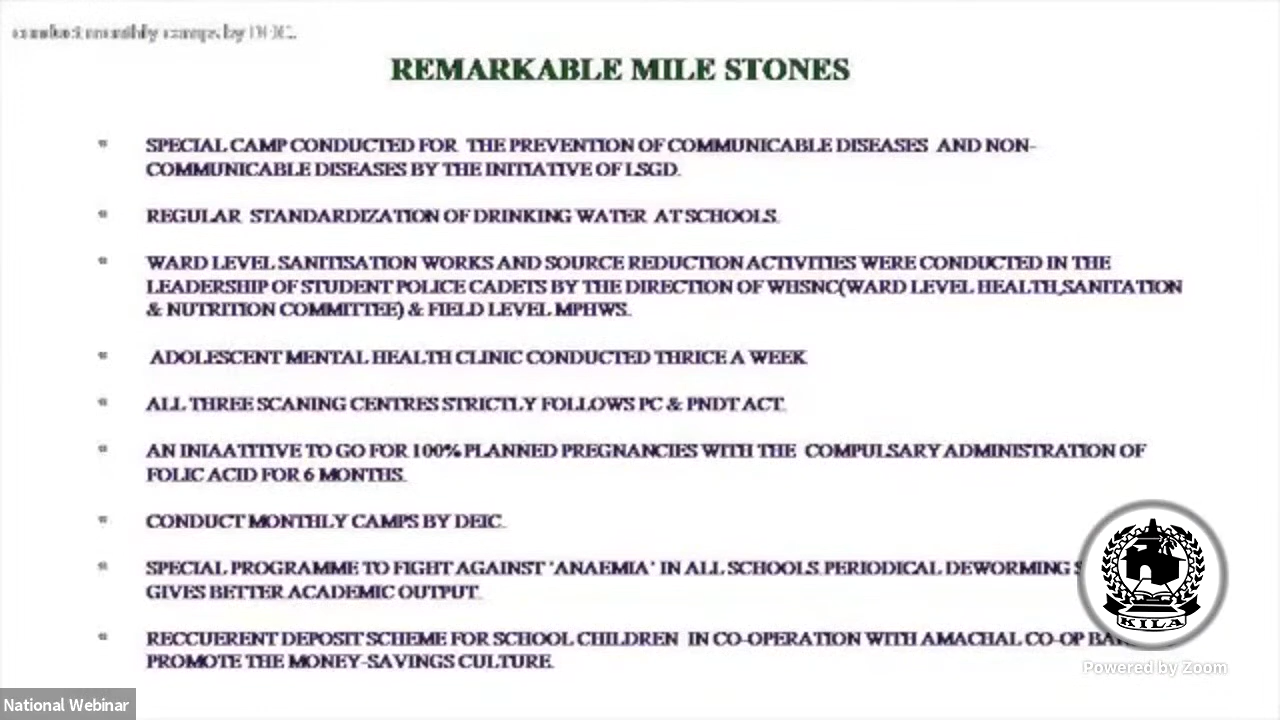 conduct monthly camps by DEIC.
REMARKABLE MILE STONES
SPECIAL CAMP CONDUCTED FOR THE PREVENTION OF COMMUNICABLE DISEASES AND NON-
COMMUNICABLE DISEASES BY THE INITIATIVE OF LSGD.
REGULAR STANDARDIZATION OF DRINKING WATER AT SCHOOLS.
WARD LEVEL SANITISATION WORKS AND SOURCE REDUCTION ACTIVITIES WERE CONDUCTED IN THE
LEADERSHIP OF STUDENT POLICE CADETS BY THE DIRECTION OF WHSNC(WARD LEVEL HEALTH,SANITATION
& NUTRITION COMMITTEE) & FIELD LEVEL MPHWS.
ADOLESCENT MENTAL HEALTH CLINIC CONDUCTED THRICE A WEEK
ALL THREE SCANING CENTRES STRICTLY FOLLOWS PC & PNDT ACT.
AN INIAATITIVE TO GO FOR 100% PLANNED PREGNANCIES WITH THE COMPULSARY ADMINISTRATION OF
FOLIC ACID FOR 6 MONTHS.
CONDUCT MONTHLY CAMPS BY DEIC.
SPECIAL PROGRAMME TO FIGHT AGAINST 'ANAEMIA' IN ALL SCHOOLS. PERIODICAL DEWORMING
GIVES BETTER ACADEMIC OUTPUT.
RECCUERENT DEPOSIT SCHEME FOR SCHOOL CHILDREN IN CO-OPERATION WITH AMACHAL CO-OP
PROMOTE THE MONEY-SAVINGS CULTURE.
KILA
Powered by Zoom
National Webinar